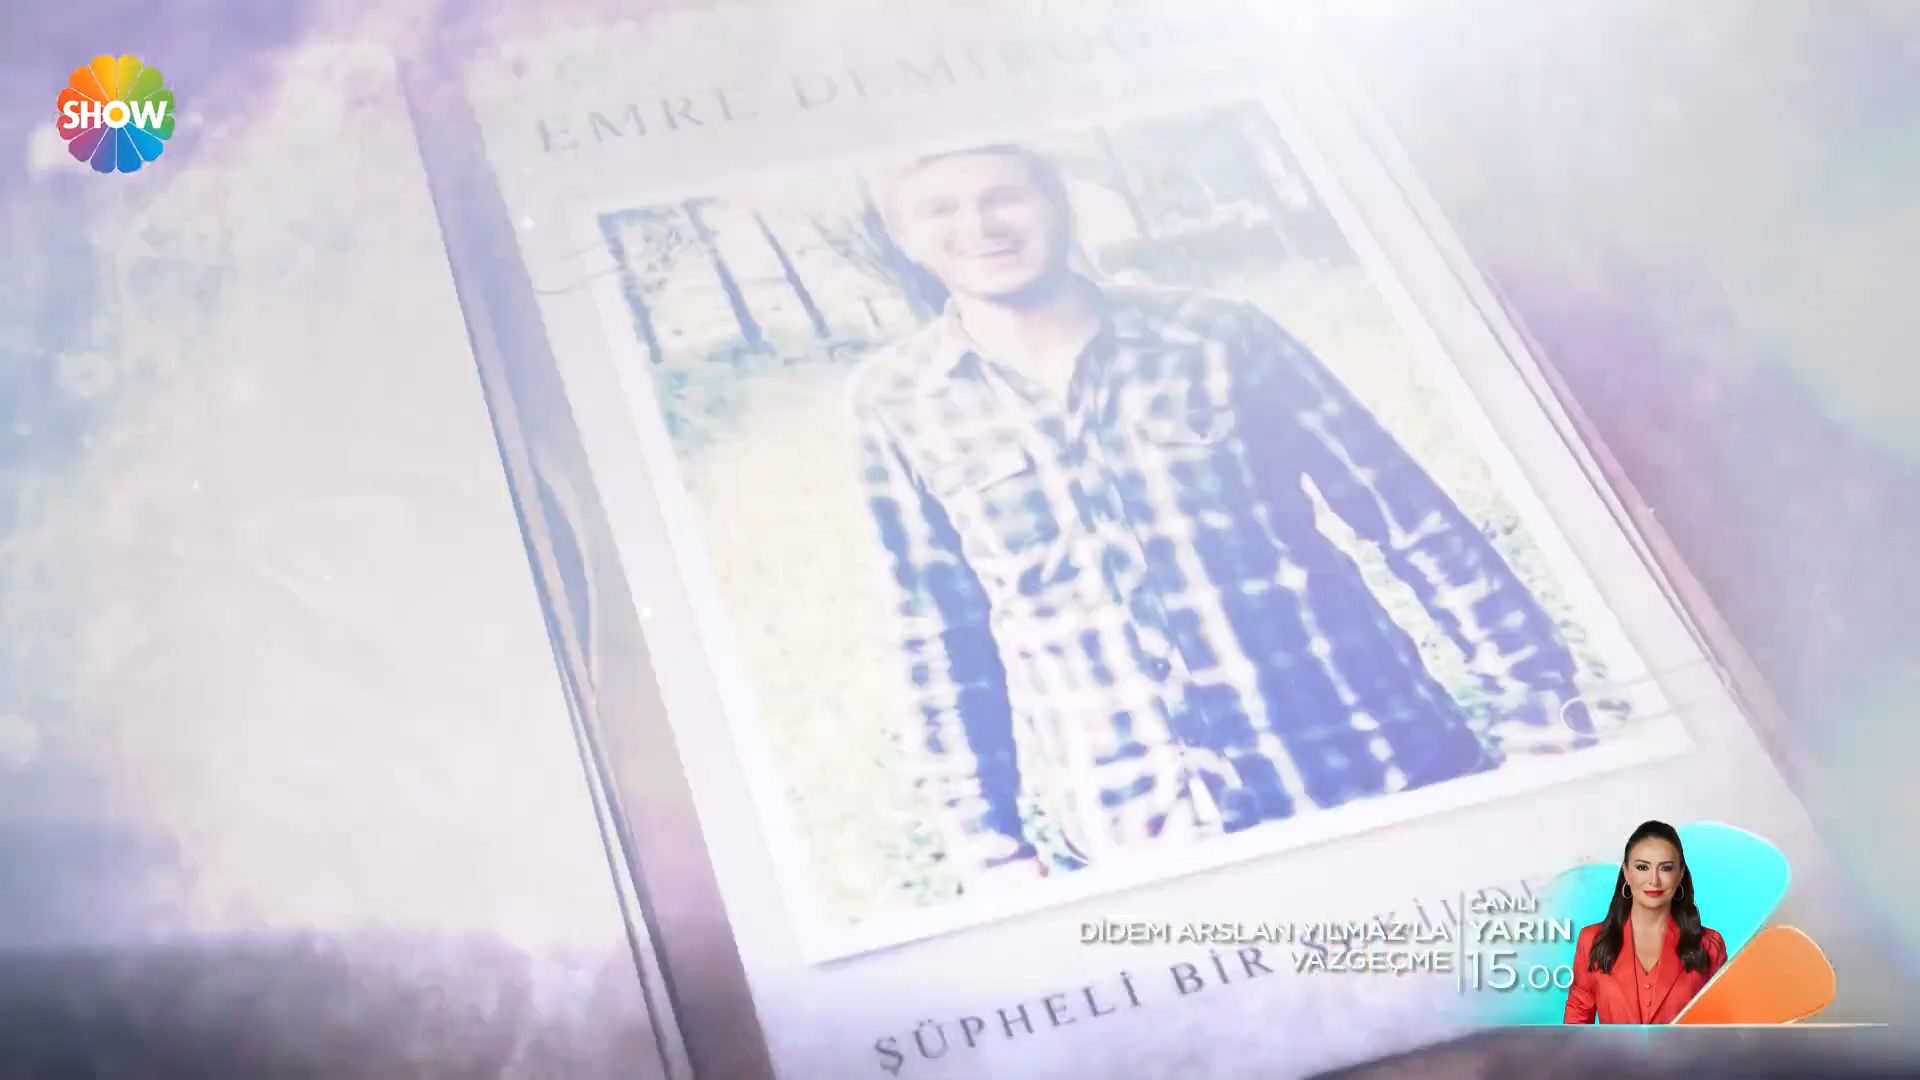 SHOW
EMRE
ŞÜPHELİ BİR
CANLI
DİDEM ARSLAN YILMAZ'LA
YARIN
VAZGEÇME
15.00